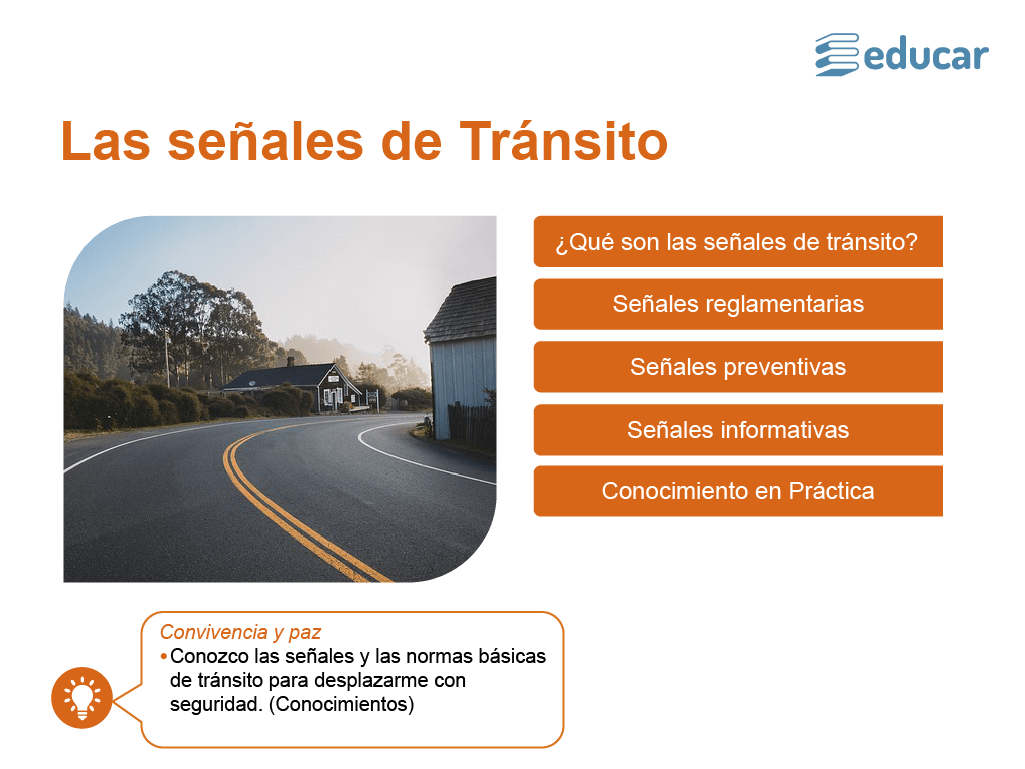 educar
Las señales de Tránsito
¿Qué son las señales de tránsito?
Señales reglamentarias
Señales preventivas
Señales informativas
Conocimiento en Práctica
Convivencia y paz
•Conozco las señales y las normas básicas
de tránsito para desplazarme con
seguridad. (Conocimientos)